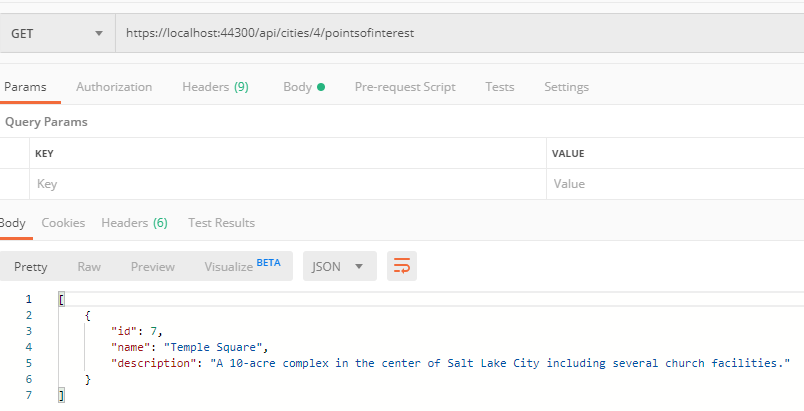 GET https://localhost:44300/api/cities/4/pointsofinterest
Params Authorization Headers (9) Body Pre-request Script Tests Settings
Query Params
KEY VALUE
Key Value
Body Cookies Headers (6) Test Results
Pretty Raw Preview Visualize BETA JSON
1 [
2 {
3 "id": 7,
4 "name": "Temple Square",
5 "description": "A 10-acre complex in the center of Salt Lake City including several church facilities."
6 }
7 ]